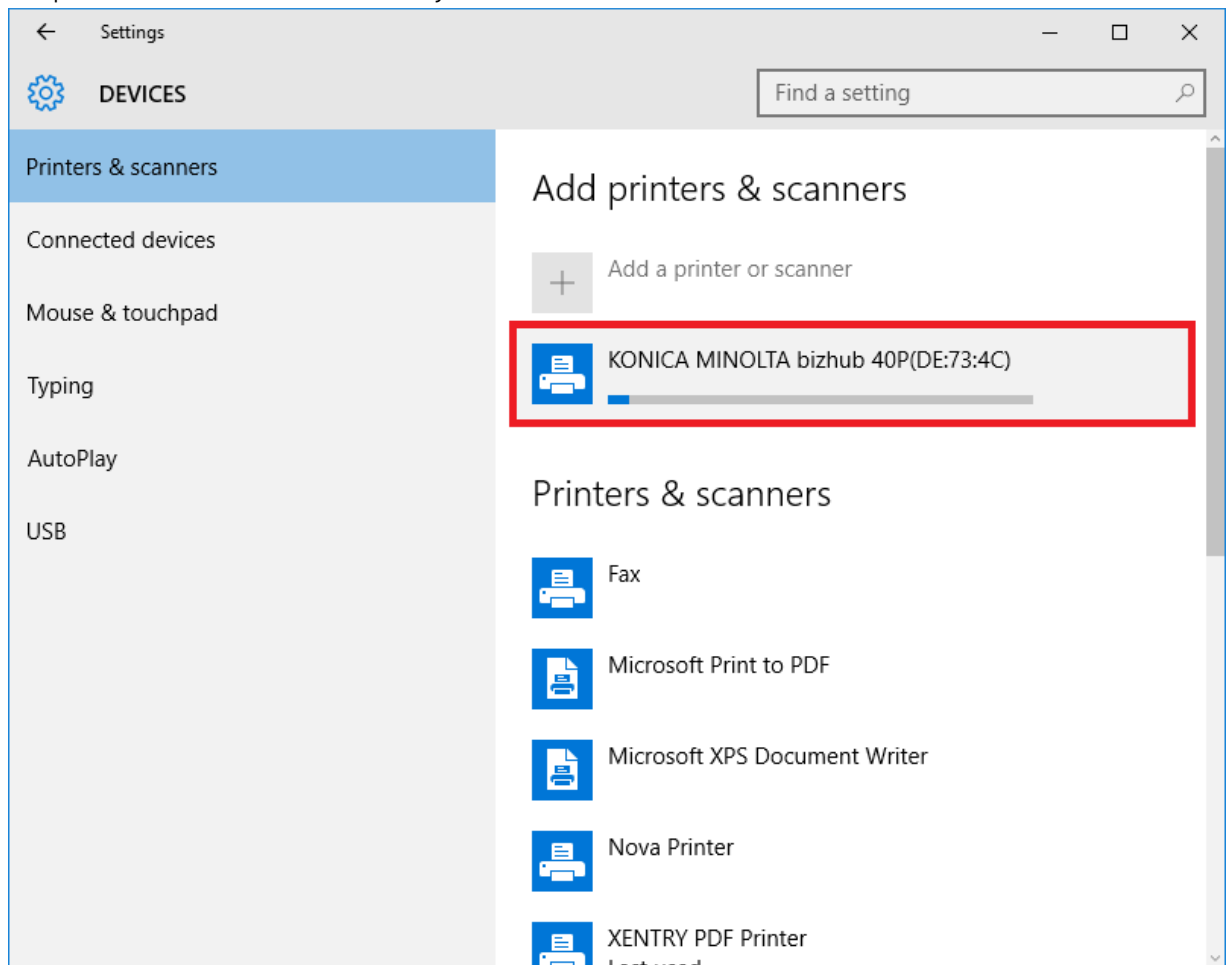 Settings
DEVICES
Find a setting
Printers & scanners
Connected devices
Mouse & touchpad
Typing
AutoPlay
USB
Add printers & scanners
Add a printer or scanner
KONICA MINOLTA bizhub 40P(DE:73:4C)
Printers & scanners
Fax
Microsoft Print to PDF
Microsoft XPS Document Writer
Nova Printer
XENTRY PDF Printer
Last used